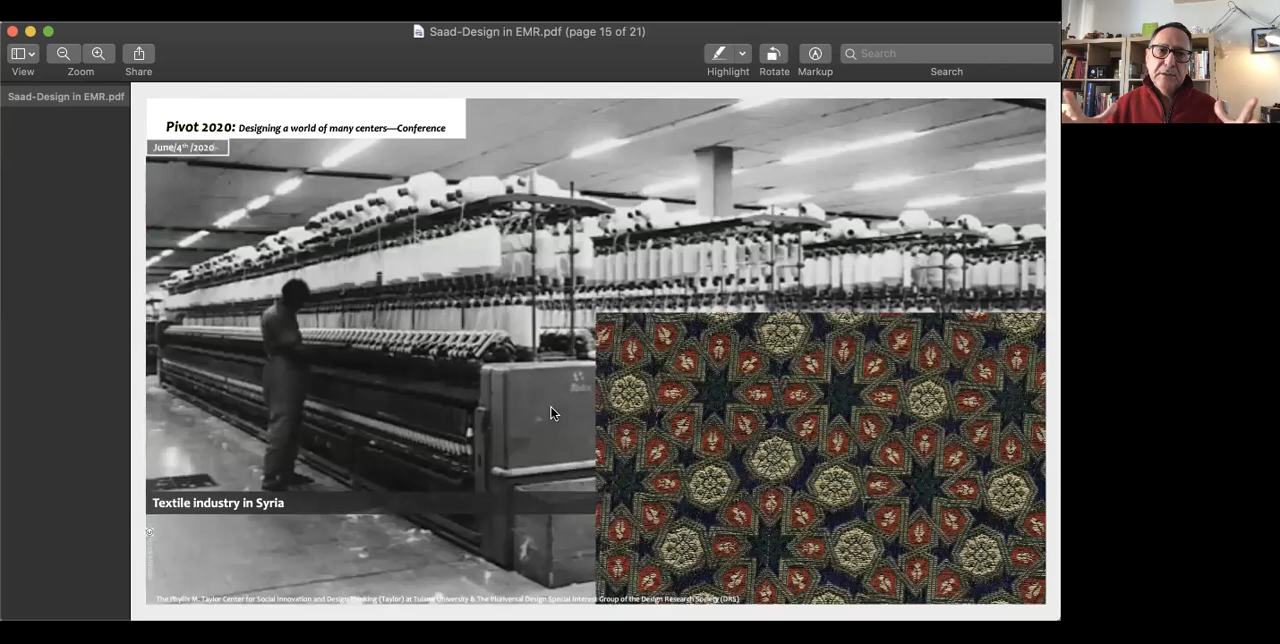 Saad-Design in EMR.pdf (page 15 of 21)
View
Zoom
Share
Highlight
Rotate
Markup
Search
Search
Saad-Design in EMR.pdf
Pivot 2020: Designing a world of many centers—Conference
June/4th /2020
Textile industry in Syria
The Phyllis M. Taylor Center for Social Innovation and Design Thinking (Taylor) at Tulane University & The Pluriversal Design Special Interest Group of the Design Research Society (DRS)